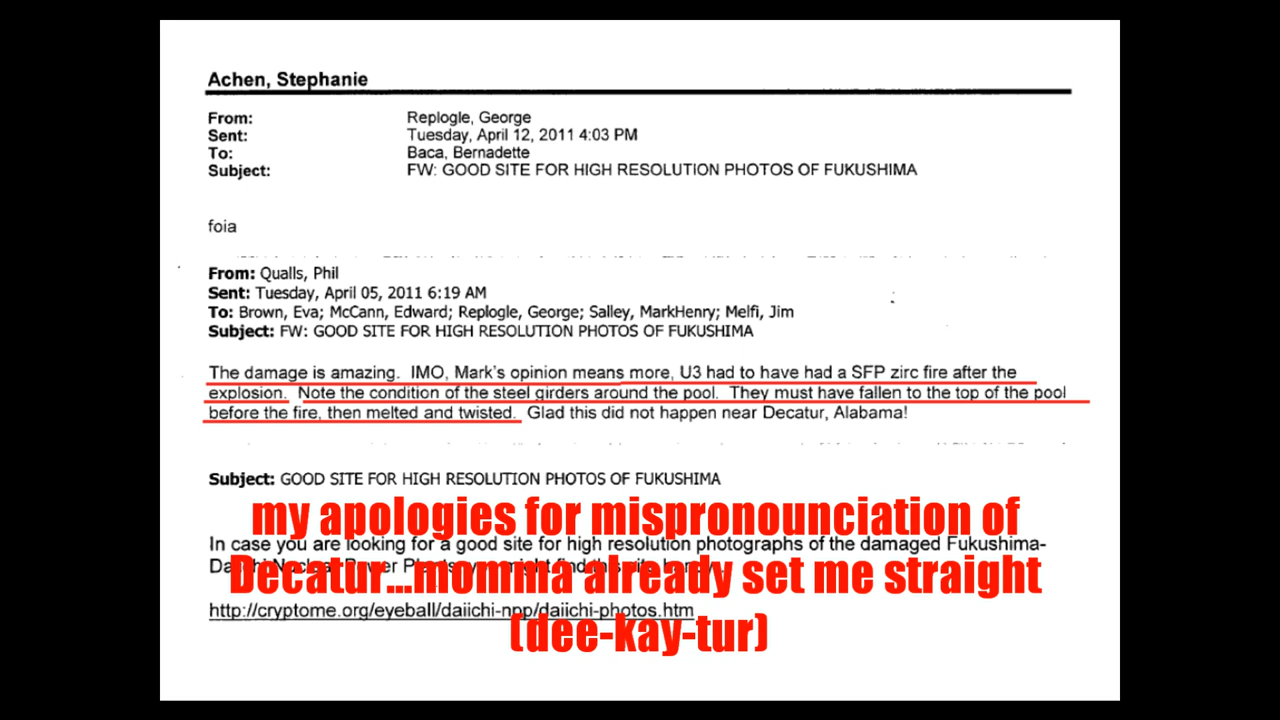 Achen, Stephanie
From: Replogle, George
Sent: Tuesday, April 12, 2011 4:03 PM
To: Baca, Bernadette
Subject: FW: GOOD SITE FOR HIGH RESOLUTION PHOTOS OF FUKUSHIMA
foia
From: Qualls, Phil
Sent: Tuesday, April 05, 2011 6:19 AM
To: Brown, Eva; McCann, Edward; Replogle, George; Salley, MarkHenry; Melfi, Jim
Subject: FW: GOOD SITE FOR HIGH RESOLUTION PHOTOS OF FUKUSHIMA
The damage is amazing. IMO, Mark's opinion means more, U3 had to have had a SFP zirc fire after the
explosion. Note the condition of the steel girders around the pool. They must have fallen to the top of the pool
before the fire, then melted and twisted. Glad this did not happen near Decatur, Alabama!
Subject: GOOD SITE FOR HIGH RESOLUTION PHOTOS OF FUKUSHIMA
my apologies for mispronounciation of
In case you are looking for a good site for high resolution photographs of the damaged Fukushima-
Decatur...momma already set me straight
http://cryptome.org/eyeball/daiichi-npp/daiichi-photos.htm
(dee-kay-tur)